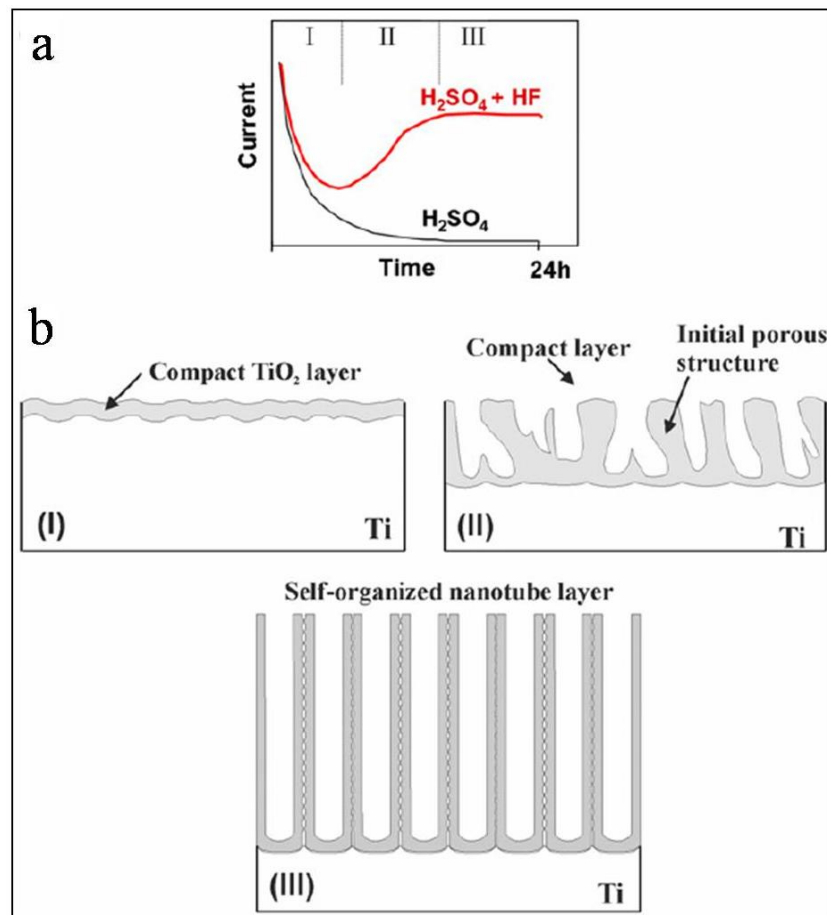 a
I II III
H₂SO₄ + HF
H₂SO₄
Current
Time
24h
b
Compact TiO₂ layer
(I)
Ti
Compact layer
Initial porous
structure
(II)
Ti
Self-organized nanotube layer
(III)
Ti